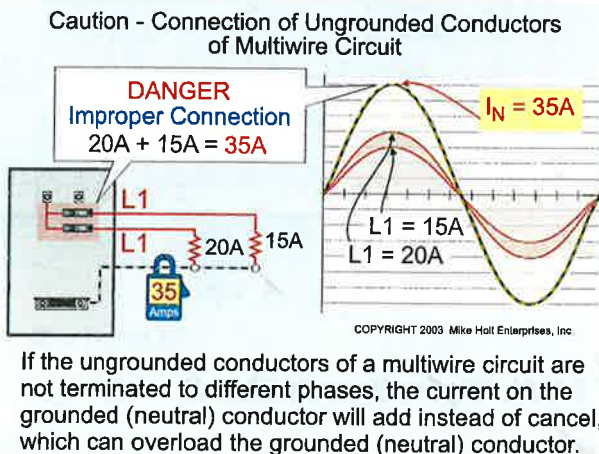 Caution - Connection of Ungrounded Conductors
of Multiwire Circuit
DANGER
Improper Connection
20A + 15A = 35A
IN = 35A
L1
L1
20A
15A
35
Amps
L1 = 15A
L1 = 20A
COPYRIGHT 2003 Mike Holt Enterprises, Inc
If the ungrounded conductors of a multiwire circuit are
not terminated to different phases, the current on the
grounded (neutral) conductor will add instead of cancel,
which can overload the grounded (neutral) conductor.